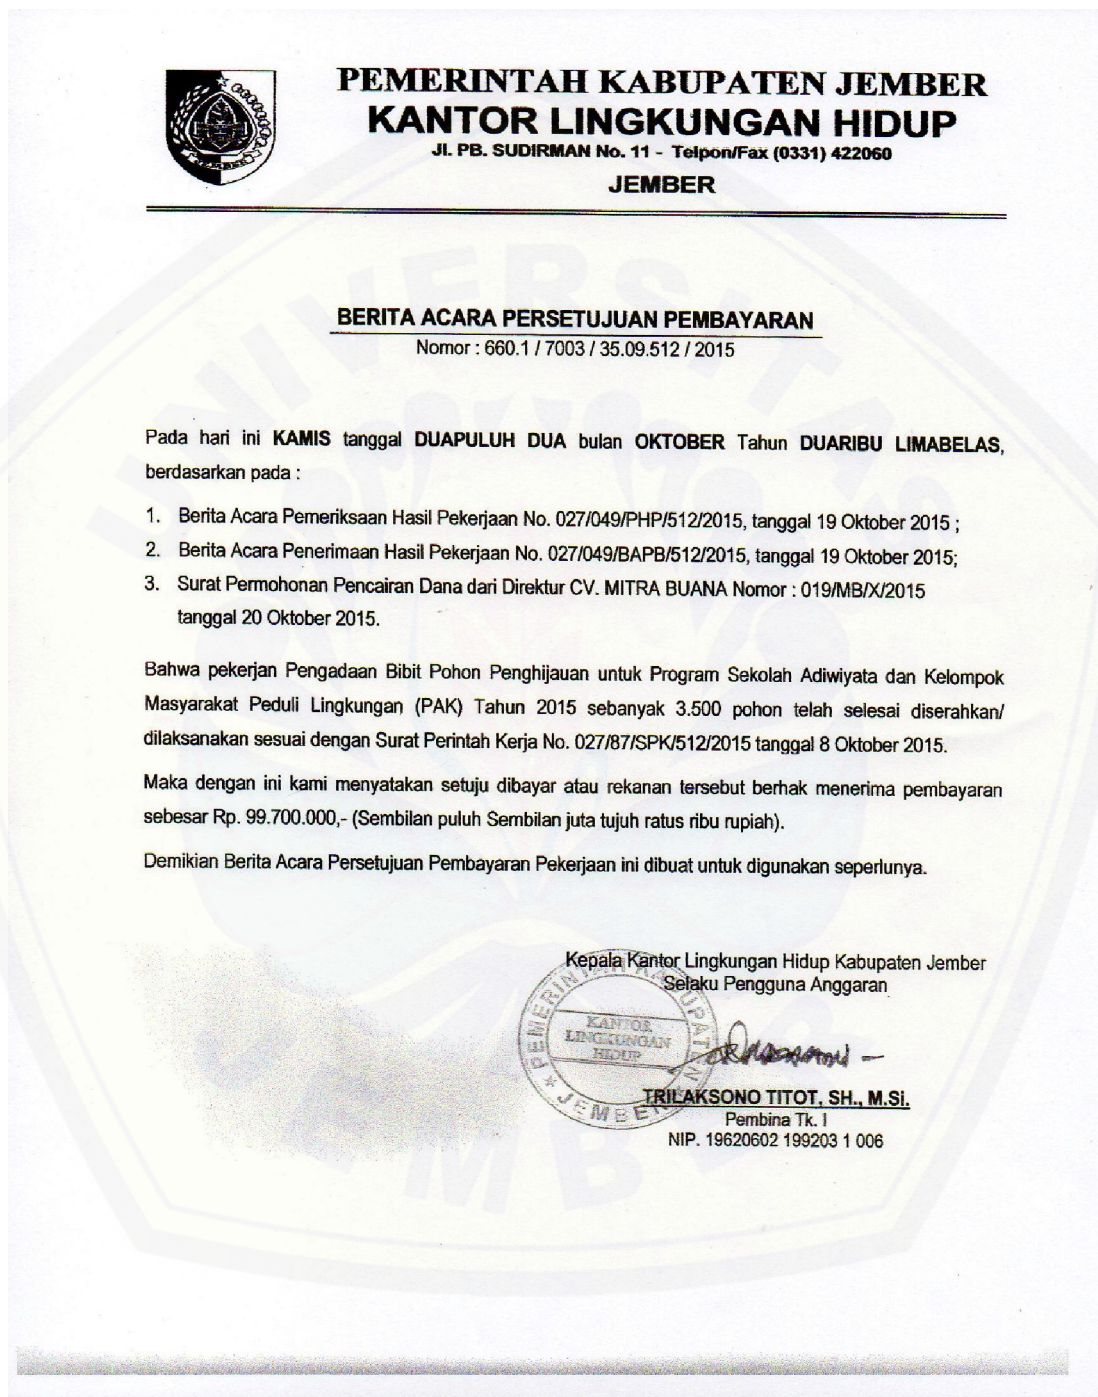 PEMERINTAH KABUPATEN JEMBER
KANTOR LINGKUNGAN HIDUP
Jl. PB. SUDIRMAN No. 11 - Telpon/Fax (0331) 422060
JEMBER
BERITA ACARA PERSETUJUAN PEMBAYARAN
Nomor : 660.1 / 7003 / 35.09.512 / 2015
Pada hari ini KAMIS tanggal DUAPULUH DUA bulan OKTOBER Tahun DUARIBU LIMABELAS,
berdasarkan pada :
1. Berita Acara Pemeriksaan Hasil Pekerjaan No. 027/049/PHP/512/2015, tanggal 19 Oktober 2015 ;
2. Berita Acara Penerimaan Hasil Pekerjaan No. 027/049/BAPB/512/2015, tanggal 19 Oktober 2015;
3. Surat Permohonan Pencairan Dana dari Direktur CV. MITRA BUANA Nomor : 019/MB/X/2015
tanggal 20 Oktober 2015.
Bahwa pekerjan Pengadaan Bibit Pohon Penghijauan untuk Program Sekolah Adiwiyata dan Kelompok
Masyarakat Peduli Lingkungan (PAK) Tahun 2015 sebanyak 3.500 pohon telah selesai diserahkan/
dilaksanakan sesuai dengan Surat Perintah Kerja No. 027/87/SPK/512/2015 tanggal 8 Oktober 2015.
Maka dengan ini kami menyatakan setuju dibayar atau rekanan tersebut berhak menerima pembayaran
sebesar Rp. 99.700.000,- (Sembilan puluh Sembilan juta tujuh ratus ribu rupiah).
Demikian Berita Acara Persetujuan Pembayaran Pekerjaan ini dibuat untuk digunakan seperlunya.
Kepala Kantor Lingkungan Hidup Kabupaten Jember
Selaku Pengguna Anggaran
PEMERINTAH KABUPATEN
KANTOR
LINGKUNGAN
HIDUP
JEMBER
TRILAKSONO TITOT, SH., M.Si.
Pembina Tk. I
NIP. 19620602 199203 1 006
UNIVERSITAS
JEMBER